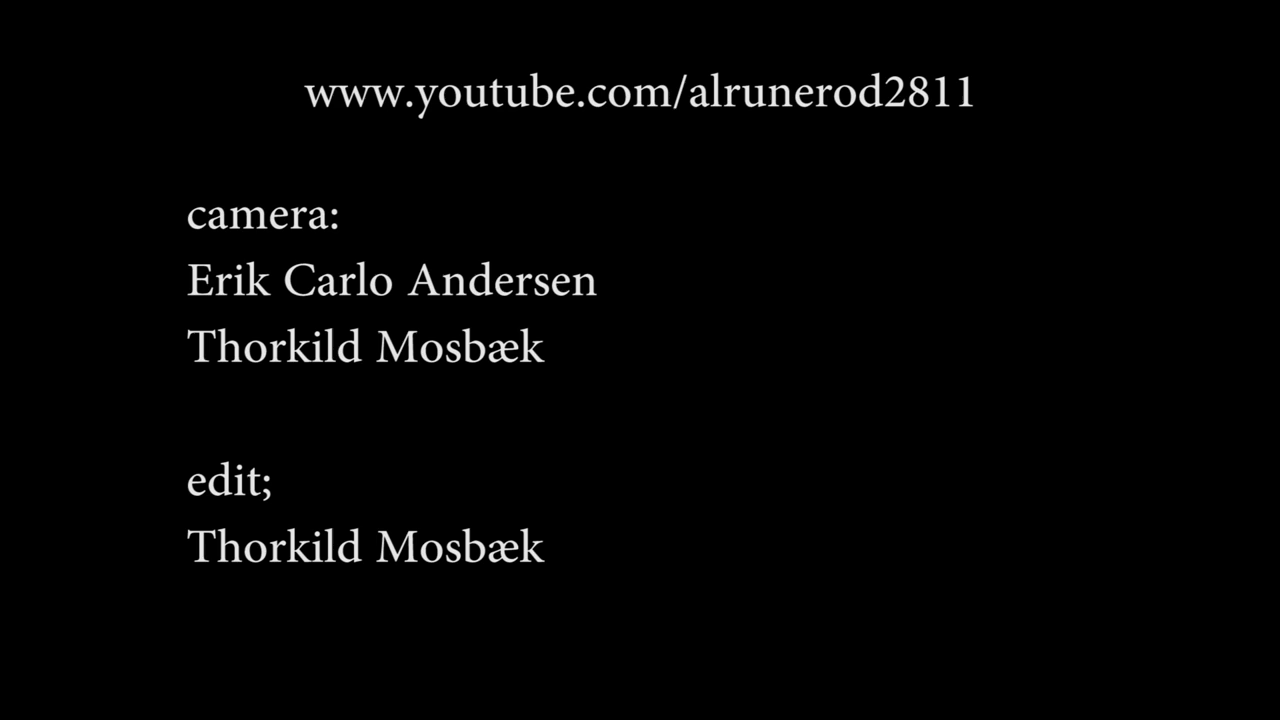 www.youtube.com/alrunerod2811
camera:
Erik Carlo Andersen
Thorkild Mosbæk
edit;
Thorkild Mosbæk